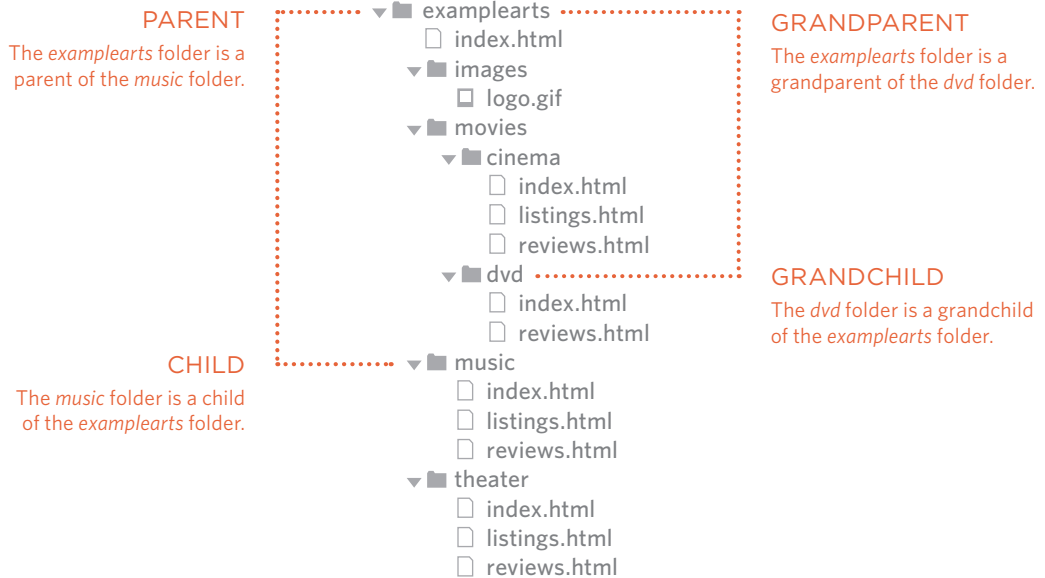 PARENT
The examplearts folder is a
parent of the music folder.
CHILD
The music folder is a child
of the examplearts folder.
examplearts
index.html
images
logo.gif
movies
cinema
index.html
listings.html
reviews.html
dvd
index.html
reviews.html
music
index.html
listings.html
reviews.html
theater
index.html
listings.html
reviews.html
GRANDPARENT
The examplearts folder is a
grandparent of the dvd folder.
GRANDCHILD
The dvd folder is a grandchild
of the examplearts folder.